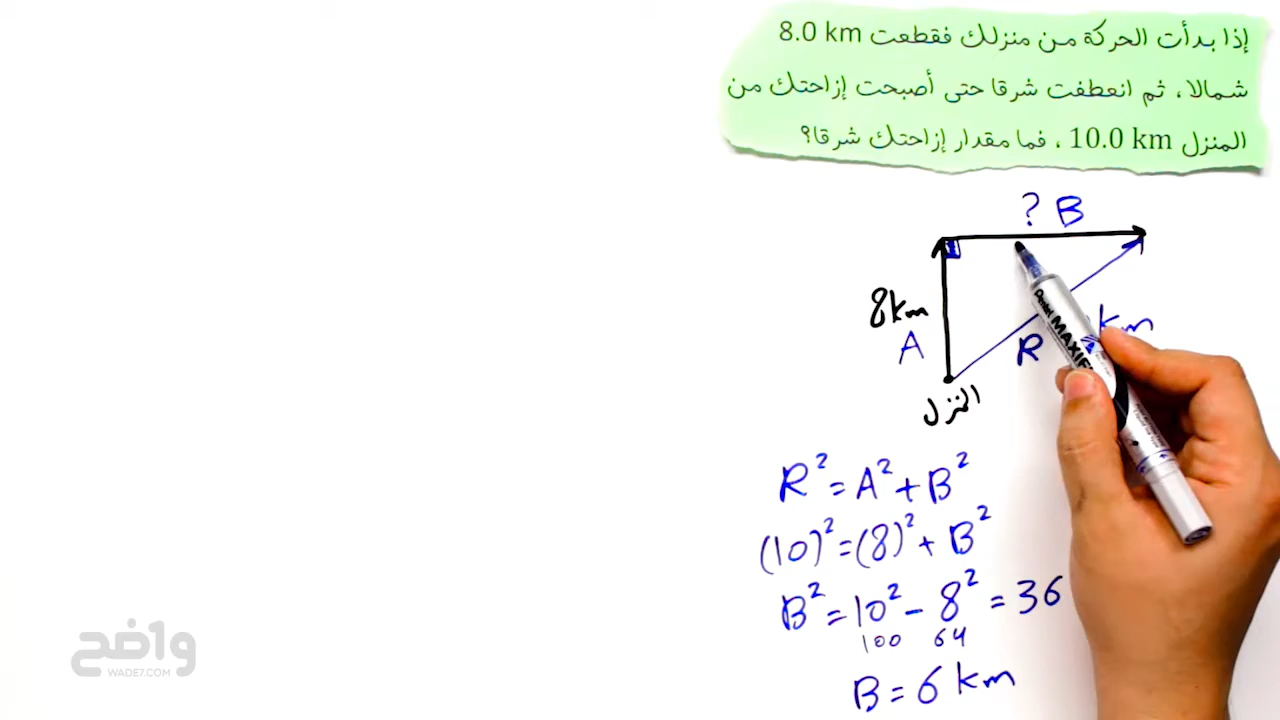 إذا بدأت الحركة من منزلك فقطعت 8.0 km
شمالا، ثم انعطفت شرقا حتى أصبحت إزاحتك من
المنزل 10.0 km ، فما مقدار إزاحتك شرقا؟
? B
8km
A
R
km
المنزل
R² = A² + B²
(10)² = (8)² + B²
B² = 10² - 8² = 36
100 64
B = 6 km
واضح
WADE7.COM